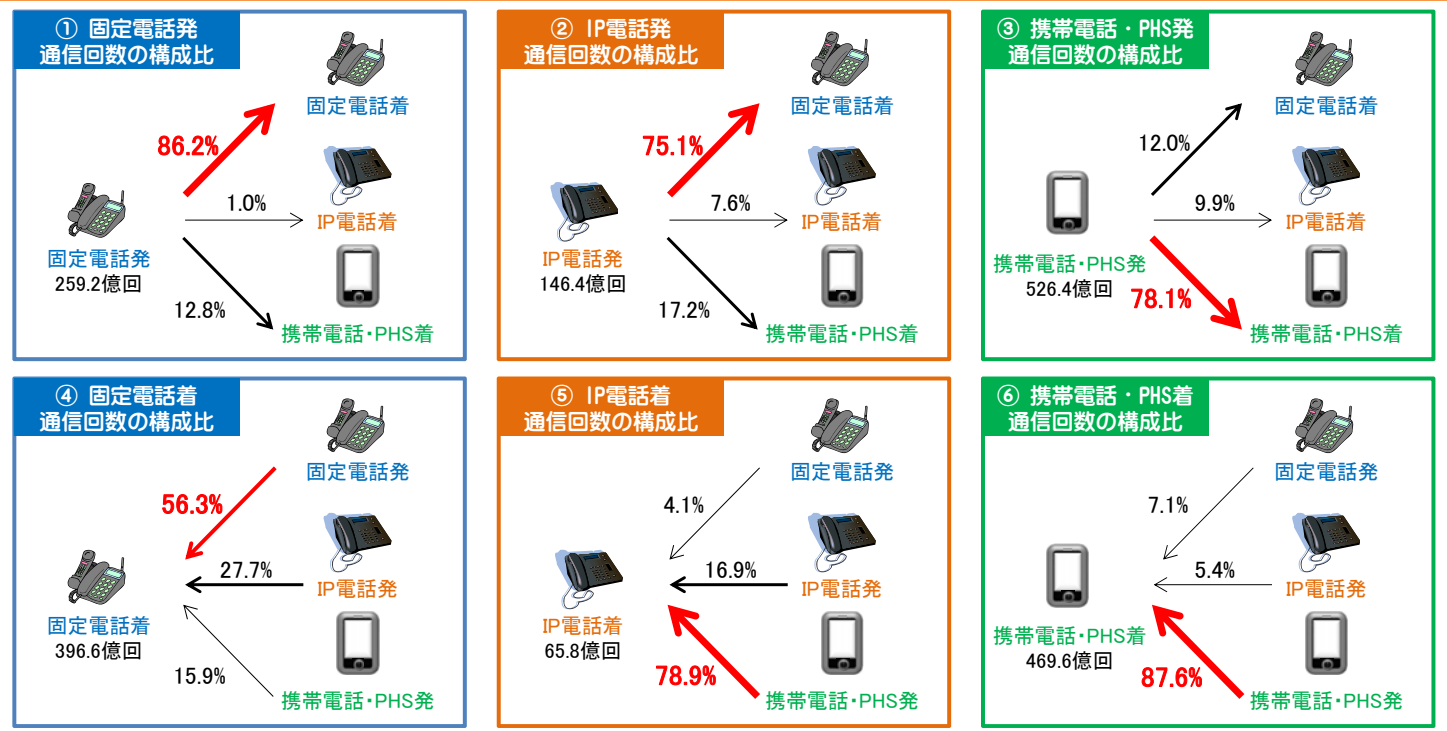 ① 固定電話発
通信回数の構成比
固定電話着
86.2%
1.0%
IP電話着
固定電話発
259.2億回
12.8%
携帯電話・PHS着
② IP電話発
通信回数の構成比
固定電話着
75.1%
7.6%
IP電話着
IP電話発
146.4億回
17.2%
携帯電話・PHS着
③ 携帯電話・PHS発
通信回数の構成比
固定電話着
12.0%
9.9%
IP電話着
携帯電話・PHS発
526.4億回
78.1%
携帯電話・PHS着
④ 固定電話着
通信回数の構成比
固定電話発
56.3%
27.7%
IP電話発
固定電話着
396.6億回
15.9%
携帯電話・PHS発
⑤ IP電話着
通信回数の構成比
固定電話発
4.1%
16.9%
IP電話発
IP電話着
65.8億回
78.9%
携帯電話・PHS発
⑥ 携帯電話・PHS着
通信回数の構成比
固定電話発
7.1%
5.4%
IP電話発
携帯電話・PHS着
469.6億回
87.6%
携帯電話・PHS発